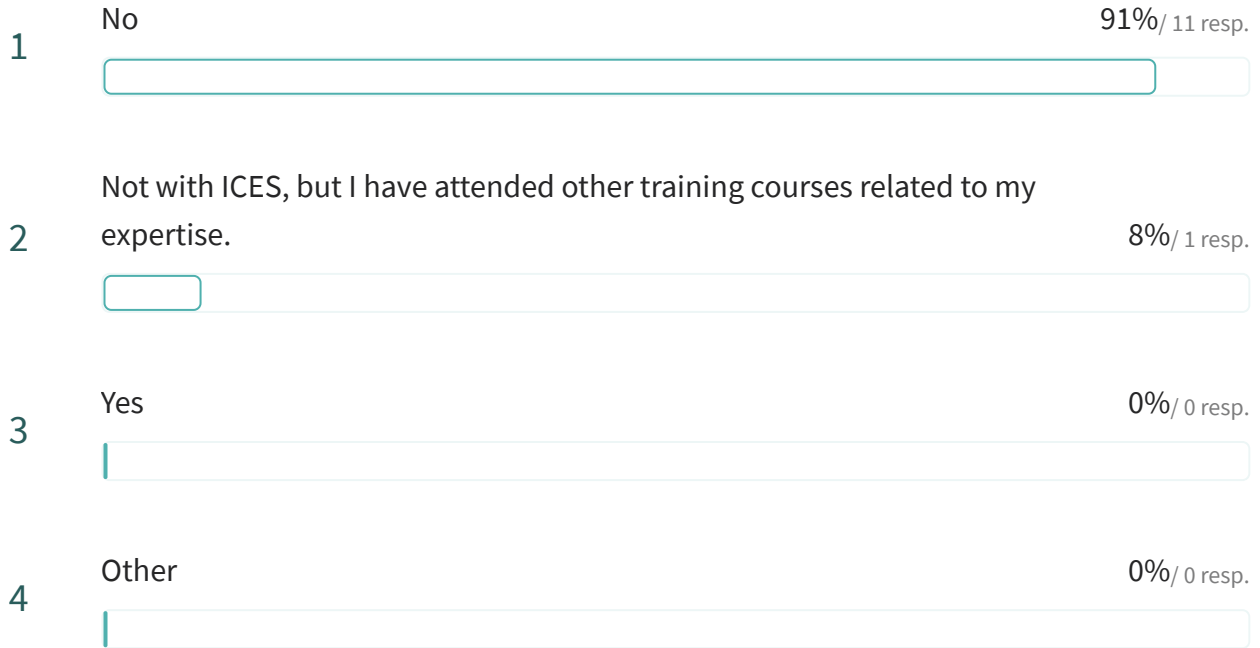 1
No
91% / 11 resp.
2
Not with ICES, but I have attended other training courses related to my
expertise.
8% / 1 resp.
3
Yes
0% / 0 resp.
4
Other
0% / 0 resp.